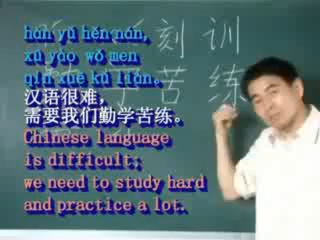 hàn yǔ hěn nán,
xū yào wǒ men
qín xué kǔ liàn.
汉语很难,
需要我们勤学苦练。
Chinese language
is difficult;
we need to study hard
and practice a lot.
刻 训
苦 练